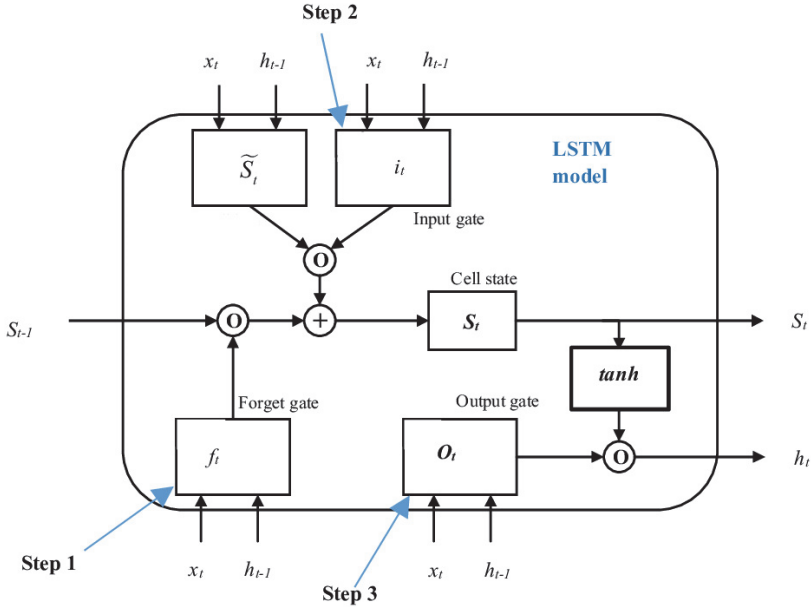 Step 2
xₜ hₜ₋₁ xₜ hₜ₋₁
S̃ₜ iₜ
LSTM
model
Input gate
O
Cell state
Sₜ₋₁ O + Sₜ Sₜ
tanh
Forget gate Output gate
fₜ Oₜ O hₜ
Step 1
xₜ hₜ₋₁ xₜ hₜ₋₁
Step 3